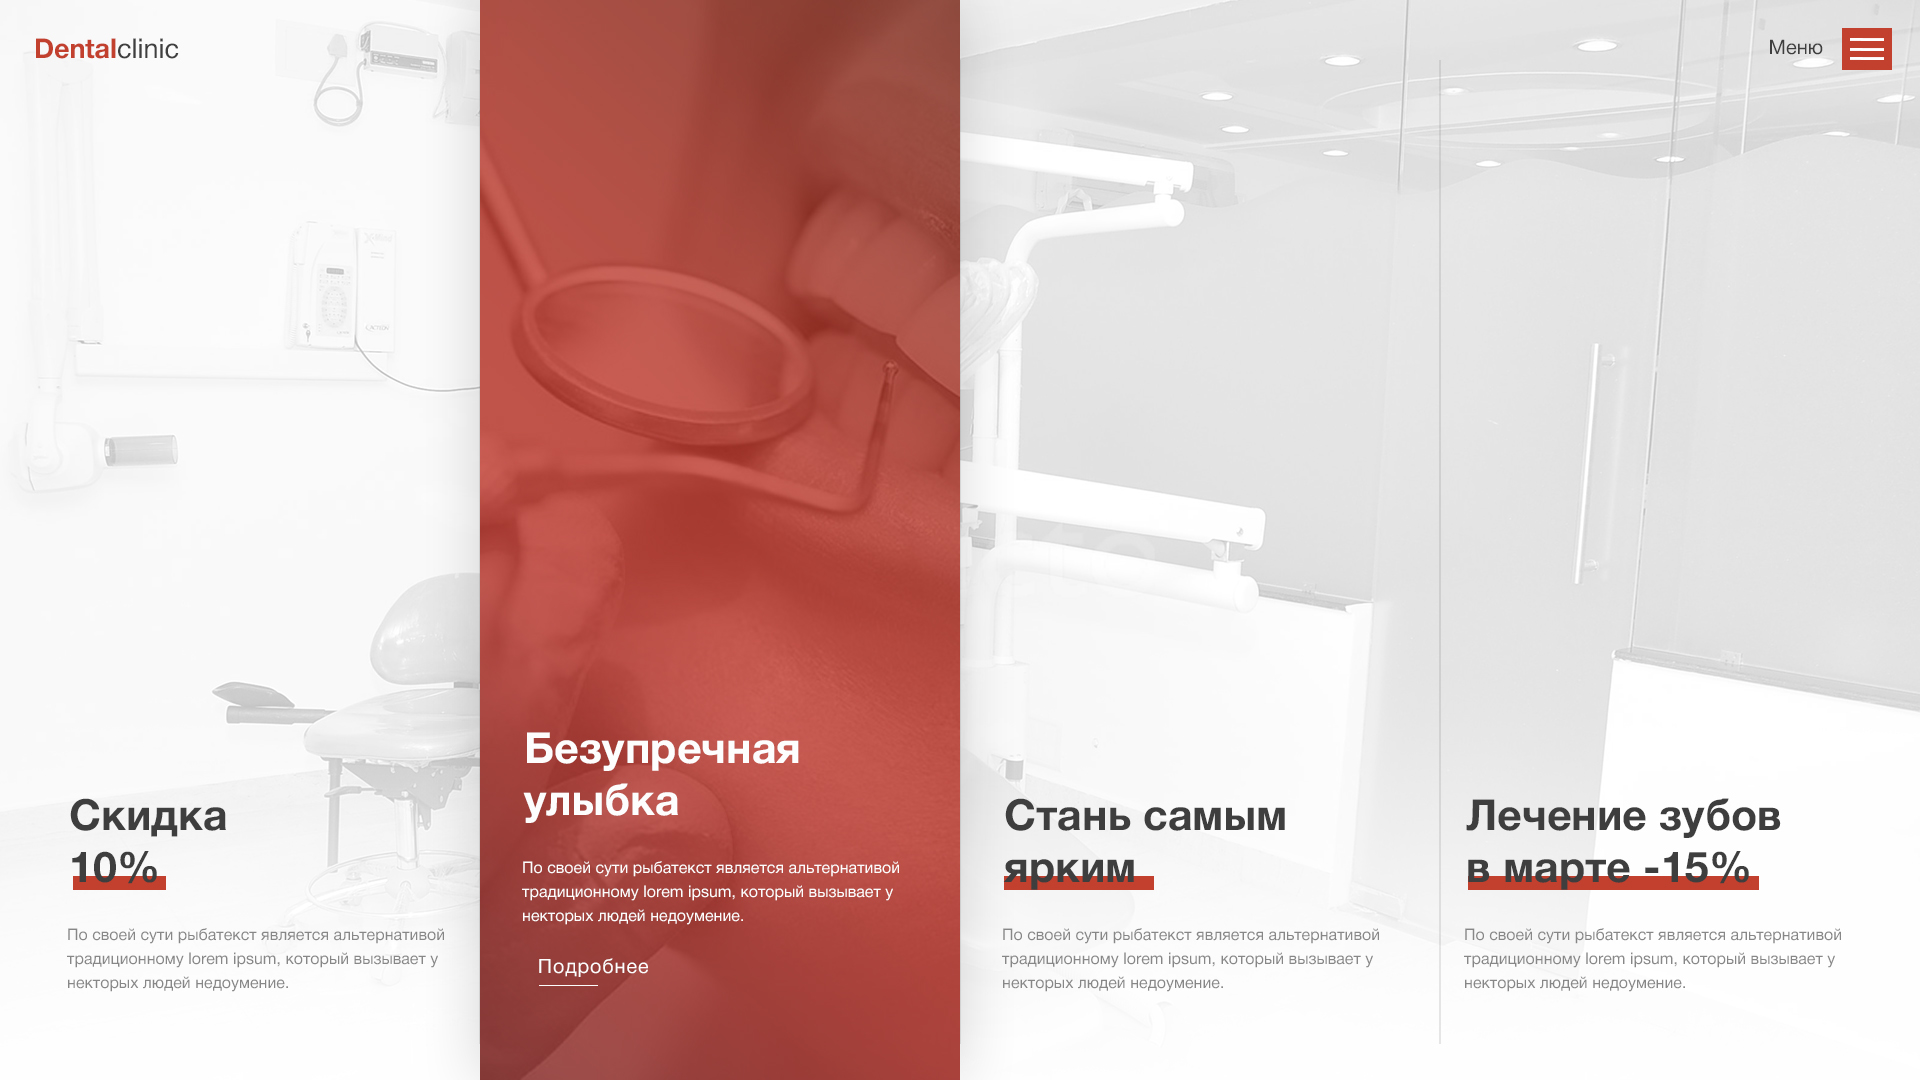 Dentalclinic
Меню
Скидка
10%
По своей сути рыбатекст является альтернативой
традиционному lorem ipsum, который вызывает у
некторых людей недоумение.
Безупречная
улыбка
По своей сути рыбатекст является альтернативой
традиционному lorem ipsum, который вызывает у
некторых людей недоумение.
Подробнее
Стань самым
ярким
По своей сути рыбатекст является альтернативой
традиционному lorem ipsum, который вызывает у
некторых людей недоумение.
Лечение зубов
в марте -15%
По своей сути рыбатекст является альтернативой
традиционному lorem ipsum, который вызывает у
некторых людей недоумение.